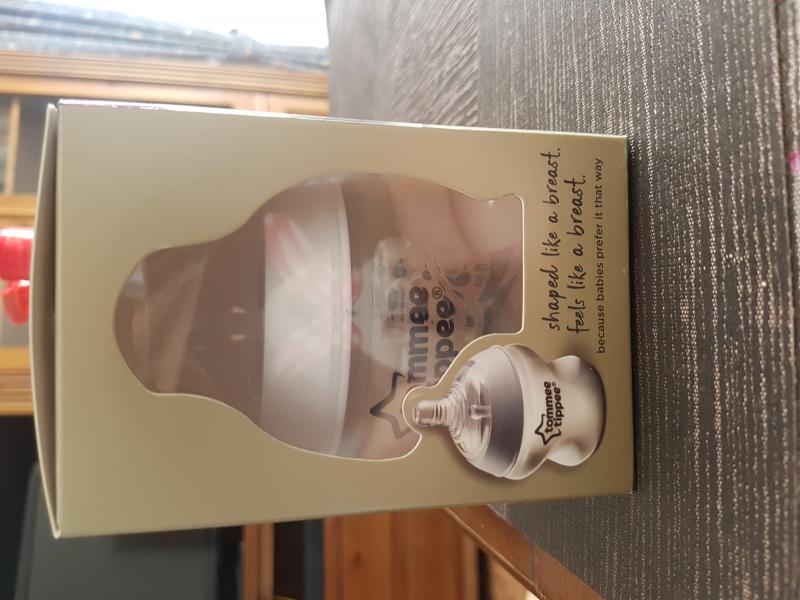 shaped like a breast,
feels like a breast,
because babies prefer it that way
tommee
tippee®
tommee
tippee®